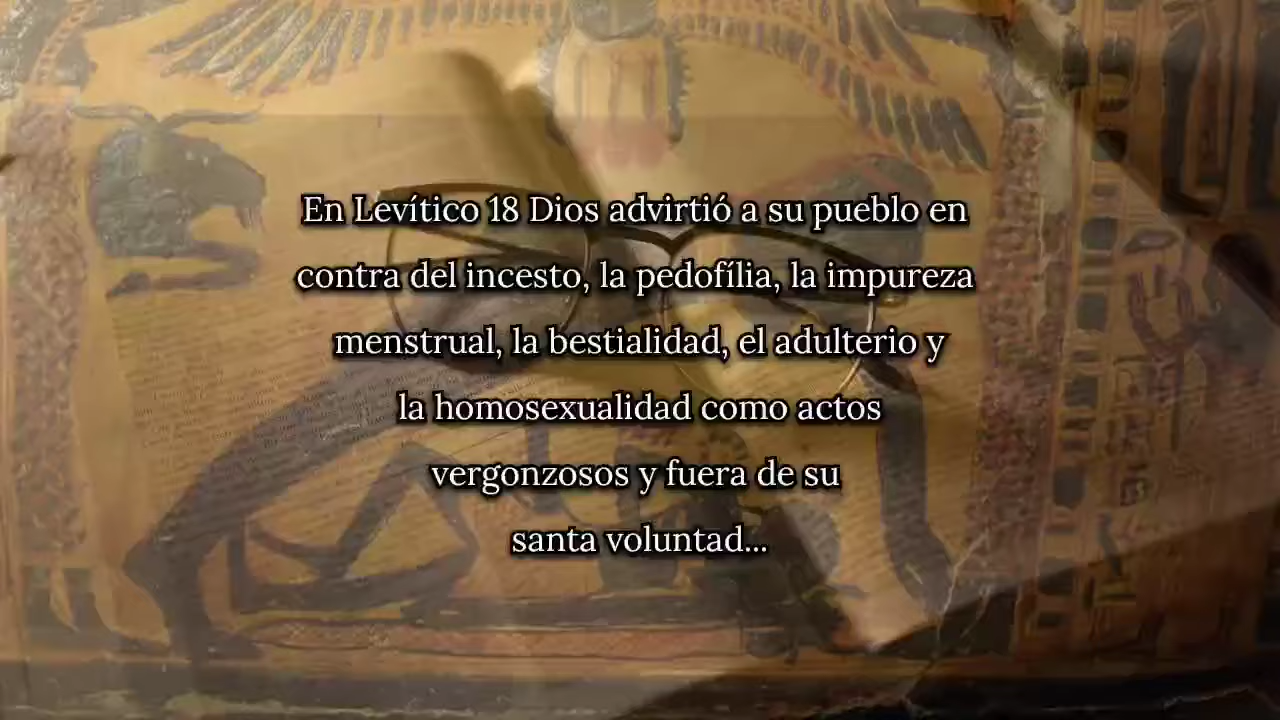 En Levítico 18 Dios advirtió a su pueblo en
contra del incesto, la pedofília, la impureza
menstrual, la bestialidad, el adulterio y
la homosexualidad como actos
vergonzosos y fuera de su
santa voluntad...